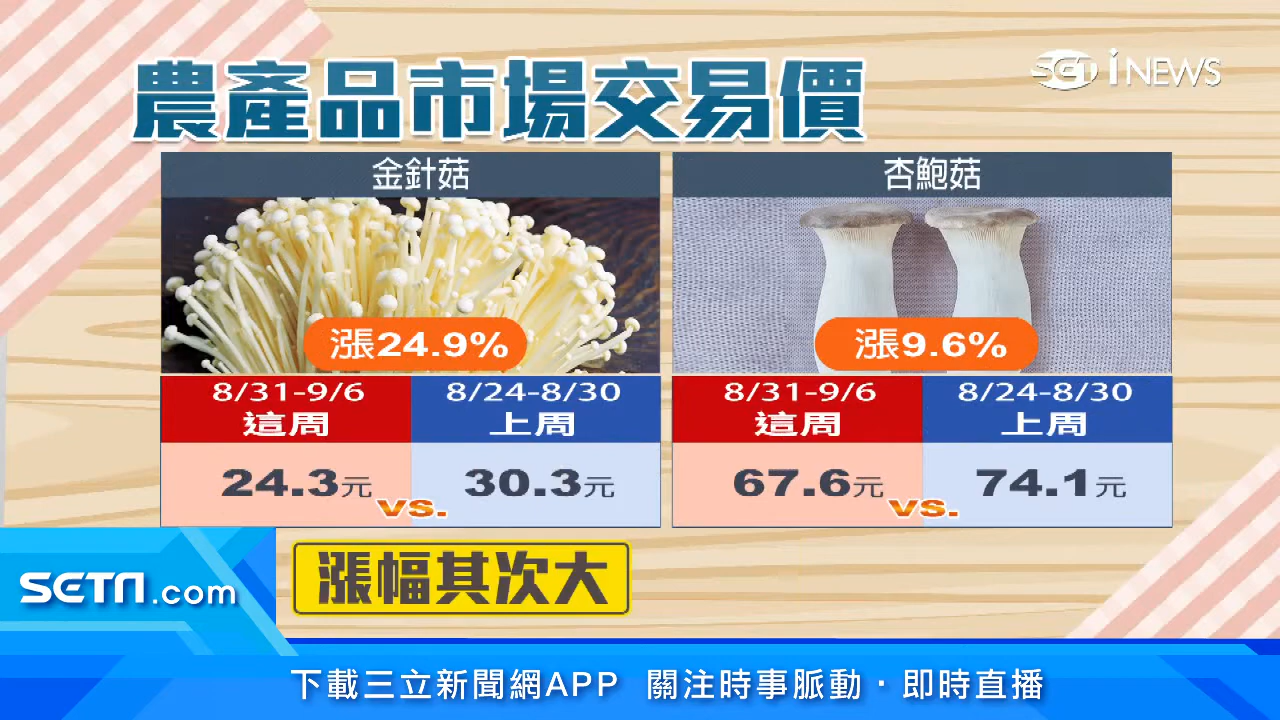 農產品市場交易價
SET iNEWS
金針菇
杏鮑菇
漲24.9%
漲9.6%
8/31-9/6
8/24-8/30
8/31-9/6
8/24-8/30
這周
上周
這周
上周
24.3元
vs.
30.3元
67.6元
vs.
74.1元
漲幅其次大
SETN.com
下載三立新聞網APP 關注時事脈動・即時直播